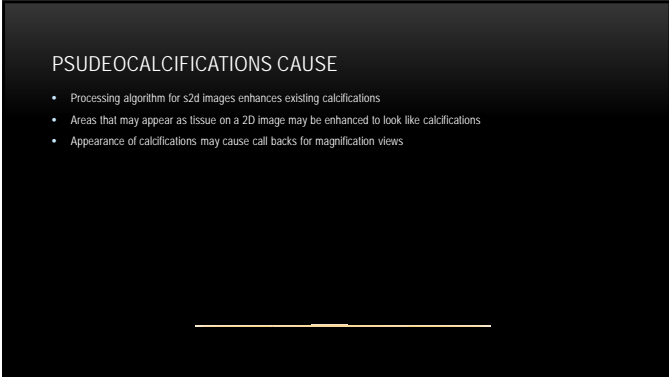 PSUDEOCALCIFICATIONS CAUSE
• Processing algorithm for s2d images enhances existing calcifications
• Areas that may appear as tissue on a 2D image may be enhanced to look like calcifications
• Appearance of calcifications may cause call backs for magnification views